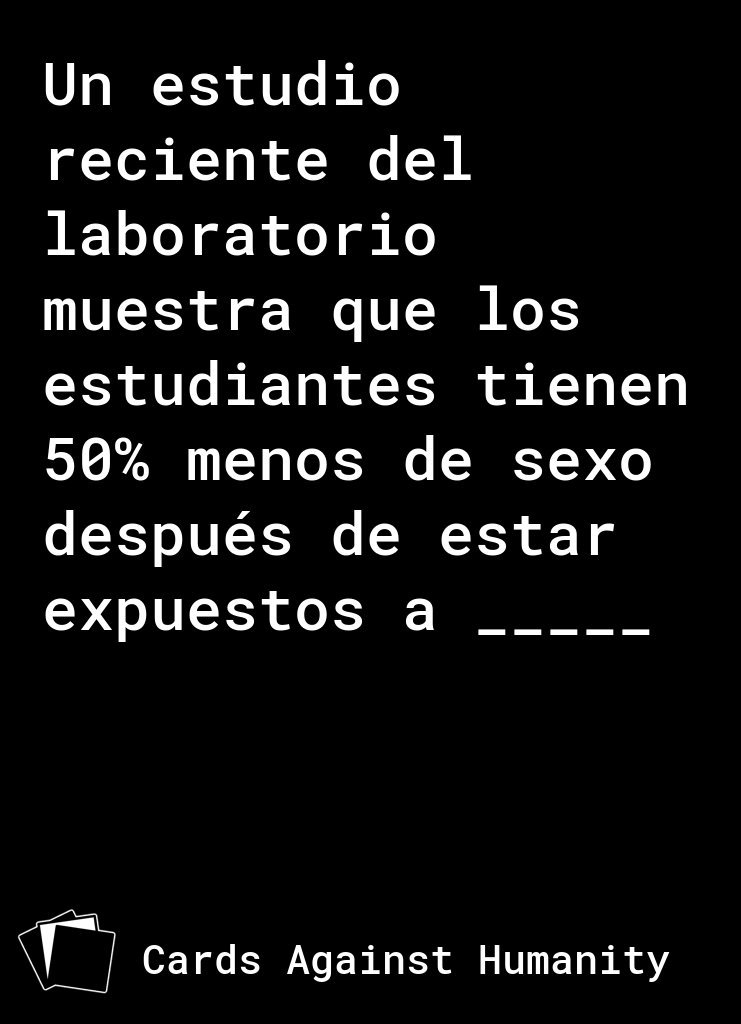 Un estudio
reciente del
laboratorio
muestra que los
estudiantes tienen
50% menos de sexo
después de estar
expuestos a _____
Cards Against Humanity